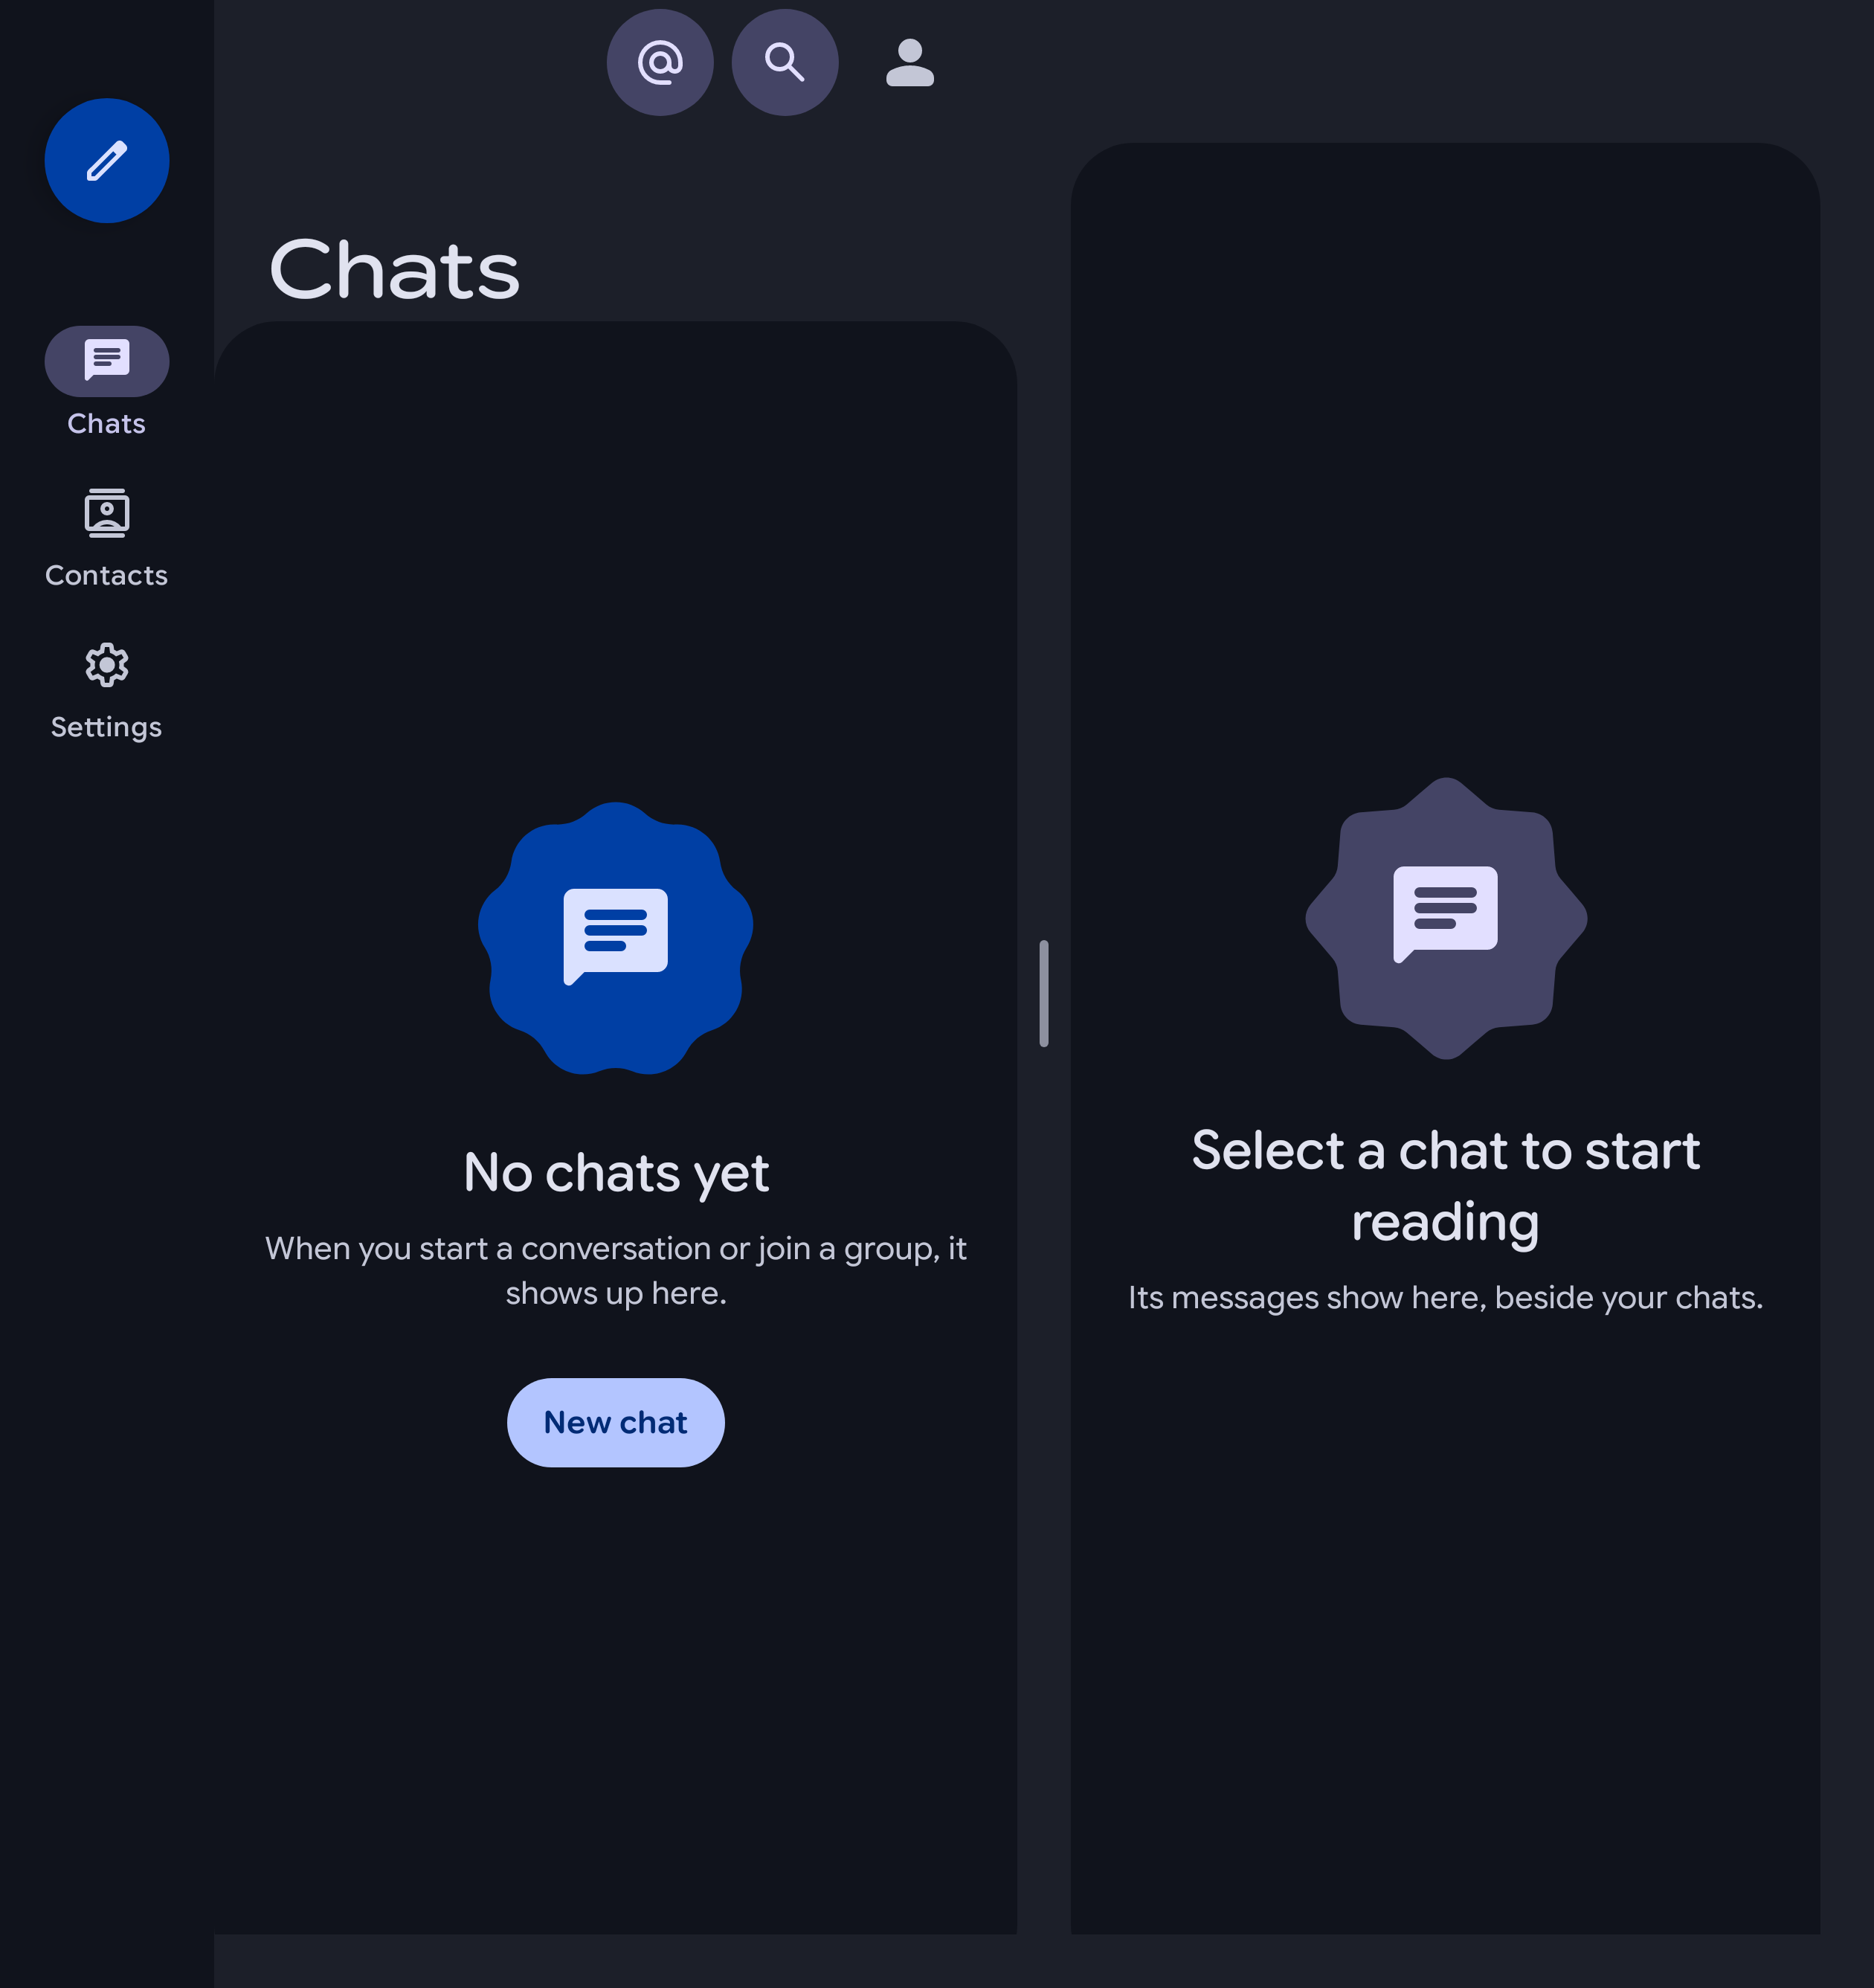 Chats
Chats
Contacts
Settings
No chats yet
When you start a conversation or join a group, it
shows up here.
New chat
Select a chat to start
reading
Its messages show here, beside your chats.